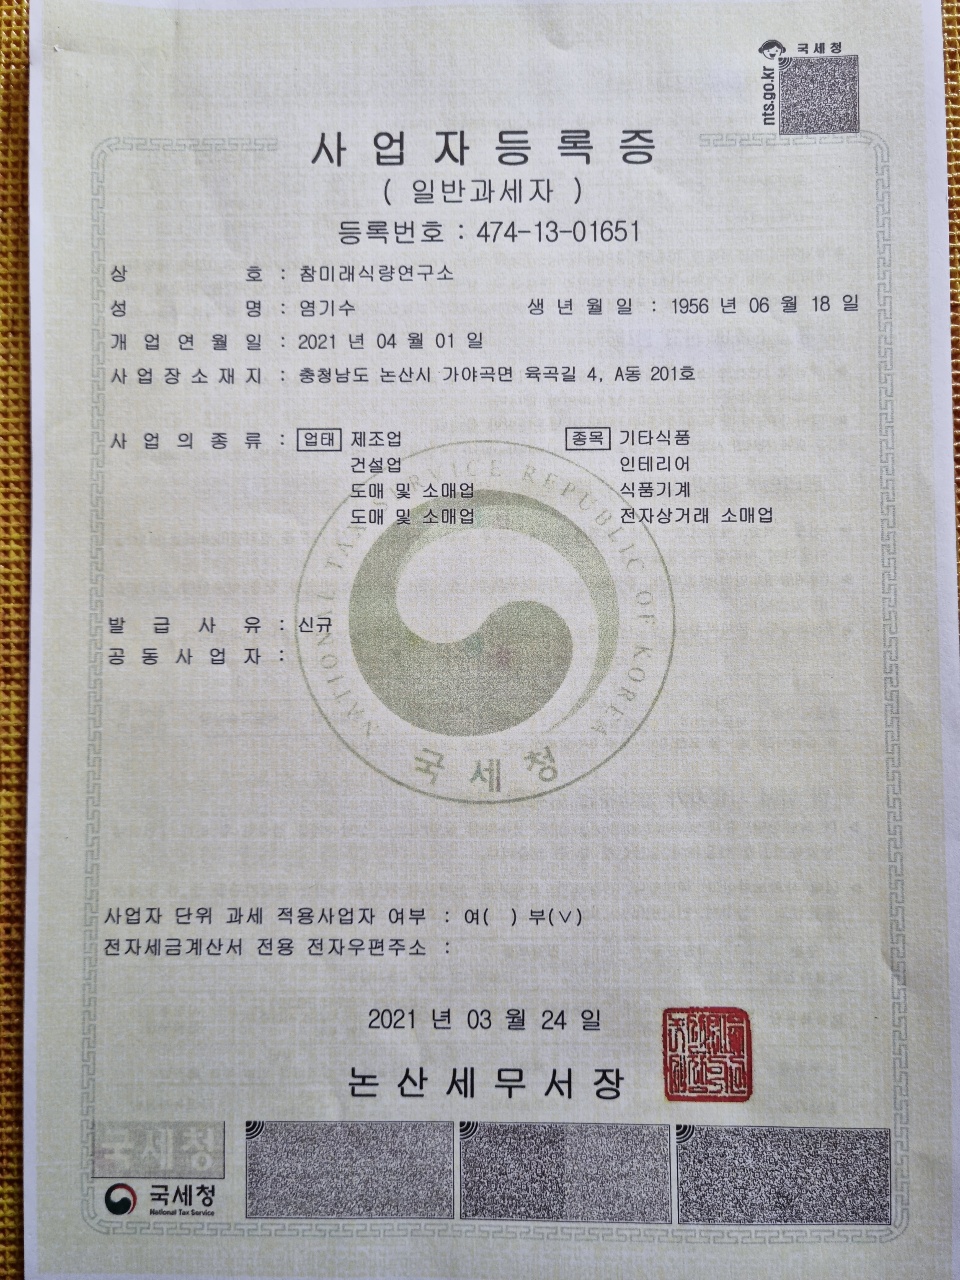 국세청
nts.go.kr
사업자등록증
( 일반과세자 )
등록번호 : 474-13-01651
상 호 : 참미래식량연구소
성 명 : 염기수 생 년 월 일 : 1956 년 06 월 18 일
개 업 연 월 일 : 2021 년 04 월 01 일
사 업 장 소 재 지 : 충청남도 논산시 가야곡면 육곡길 4, A동 201호
사 업 의 종 류 : 업태 제조업 종목 기타식품
건설업 인테리어
도매 및 소매업 식품기계
도매 및 소매업 전자상거래 소매업
NATIONAL TAX SERVICE REPUBLIC OF KOREA
국세청
발 급 사 유 : 신규
공 동 사 업 자 :
사업자 단위 과세 적용사업자 여부 : 여( ) 부(∨)
전자세금계산서 전용 전자우편주소 :
2021 년 03 월 24 일
논산세무서장
국세청
국세청
National Tax Service